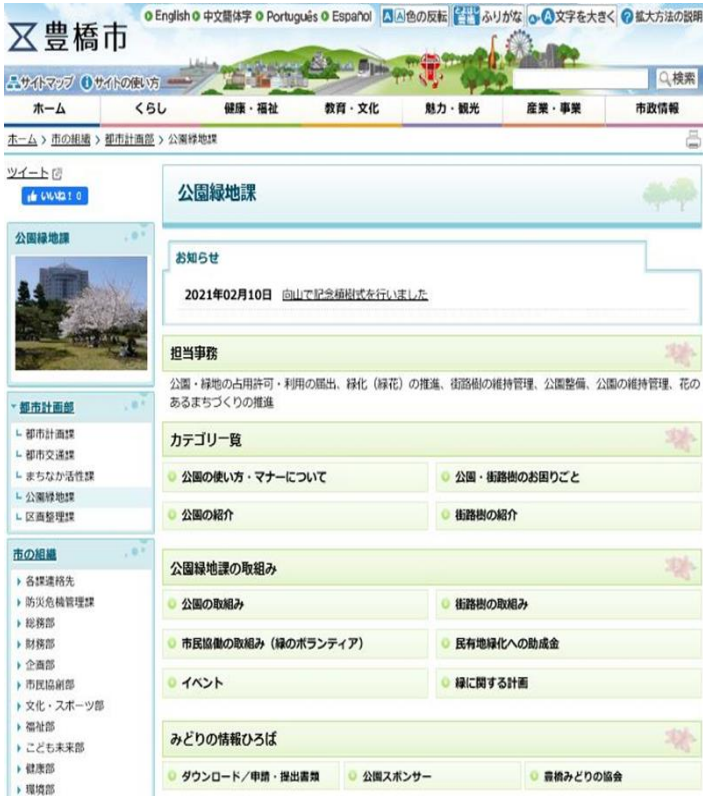 豊橋市
English 中文簡体字 Português Español
色の反転 ふりがな 文字を大きく 拡大方法の説明
サイトマップ サイトの使い方
検索
ホーム くらし 健康・福祉 教育・文化 魅力・観光 産業・事業 市政情報
ホーム > 市の組織 > 都市計画部 > 公園緑地課
ツイート
いいね! 0
公園緑地課
都市計画部
都市計画課
都市交通課
まちなか活性課
公園緑地課
区画整理課
市の組織
各課連絡先
防災危機管理課
総務部
財務部
企画部
市民協創部
文化・スポーツ部
福祉部
こども未来部
健康部
環境部
公園緑地課
お知らせ
2021年02月10日 向山で記念植樹式を行いました
担当事務
公園・緑地の占用許可・利用の届出、緑化(緑花)の推進、街路樹の維持管理、公園整備、公園の維持管理、花の
あるまちづくりの推進
カテゴリ一覧
公園の使い方・マナーについて 公園・街路樹のお困りごと
公園の紹介 街路樹の紹介
公園緑地課の取組み
公園の取組み 街路樹の取組み
市民協働の取組み(緑のボランティア) 民有地緑化への助成金
イベント 緑に関する計画
みどりの情報ひろば
ダウンロード/申請・提出書類 公園スポンサー 豊橋みどりの協会